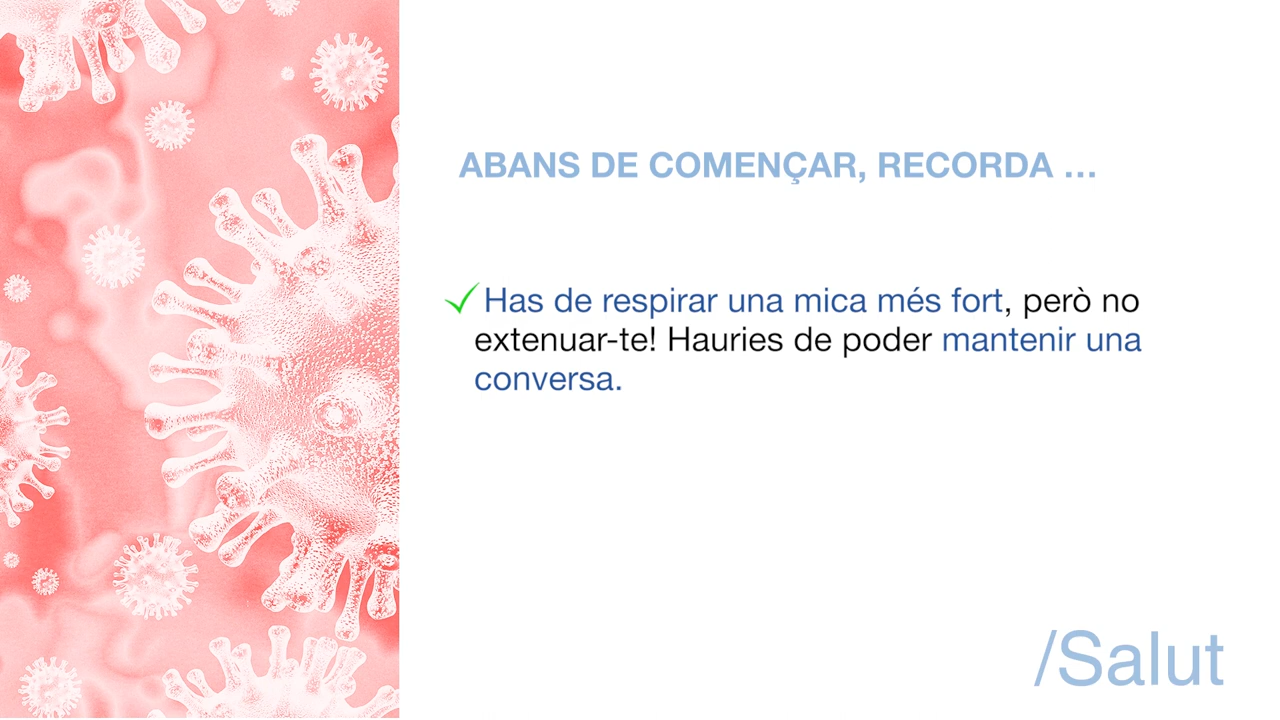 ABANS DE COMENÇAR, RECORDA …
Has de respirar una mica més fort, però no
extenuar-te! Hauries de poder mantenir una
conversa.
/Salut